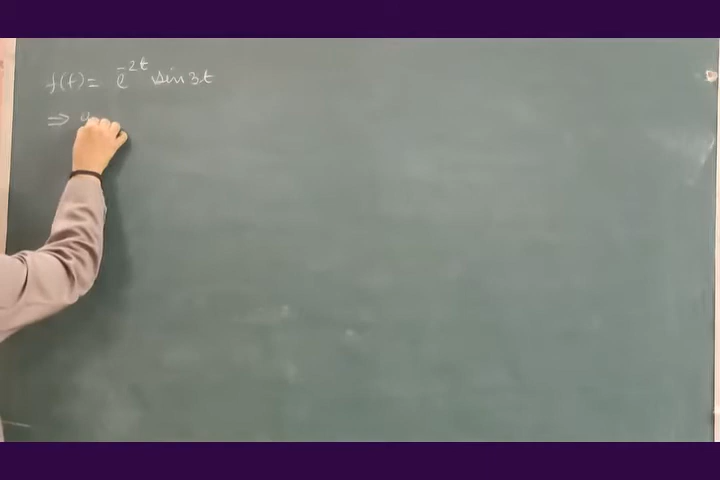 f(t) = e^{-2t} sin 3t
⇒